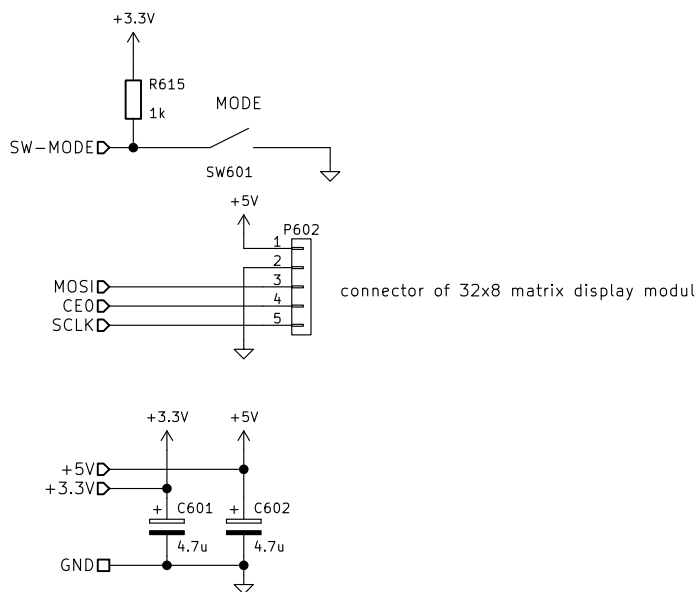 +3.3V
R615
1k
MODE
SW-MODE
SW601
+5V
P602
1
2
MOSI 3
CE0 4
SCLK 5
connector of 32x8 matrix display modul
+3.3V +5V
+5V
+3.3V
+ C601 + C602
4.7u 4.7u
GND